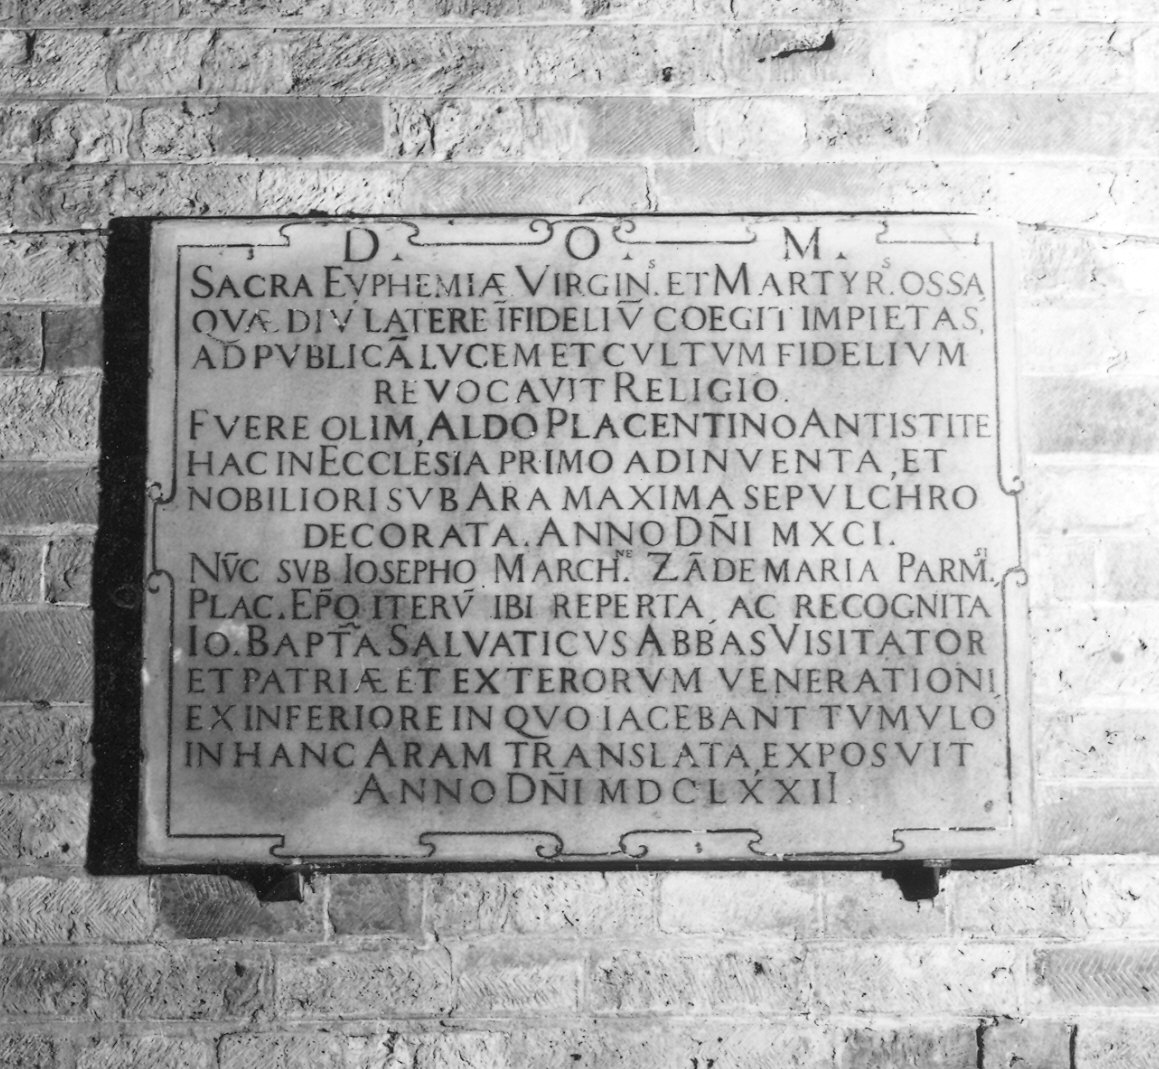 D. O. M.
SACRA EVPHEMIÆ VIRGIN.S ET MARTYR.S OSSA,
QVÆ DIV LATERE ĪFIDELIV̄ COEGIT IMPIETAS,
AD PVBLICĀ LVCEM ET CVLTVM FIDELIVM
REVOCAVIT RELIGIO.
FVERE OLIM, ALDO PLACENTINO ANTISTITE
HAC IN ECCLESIA PRIMO ADINVENTA, ET
NOBILIORI SVB ARA MAXIMA SEPVLCHRO
DECORATA. ANNO DÑI MXCI.
NV̄C SVB IOSEPHO MARCH.NE ZĀDEMARIA PARM.SI
PLAC. EP̄O ITERV̄ IBI REPERTA, AC RECOGNITA
IO. BAPT̄A SALVATICVS ABBAS VISITATOR
ET PATRIÆ ET EXTERORVM VENERATIONI,
EX INFERIORE IN QVO IACEBANT TVMVLO
IN HANC ARAM TRANSLATA, EXPOSVIT
ANNO DÑI MDCLXXII